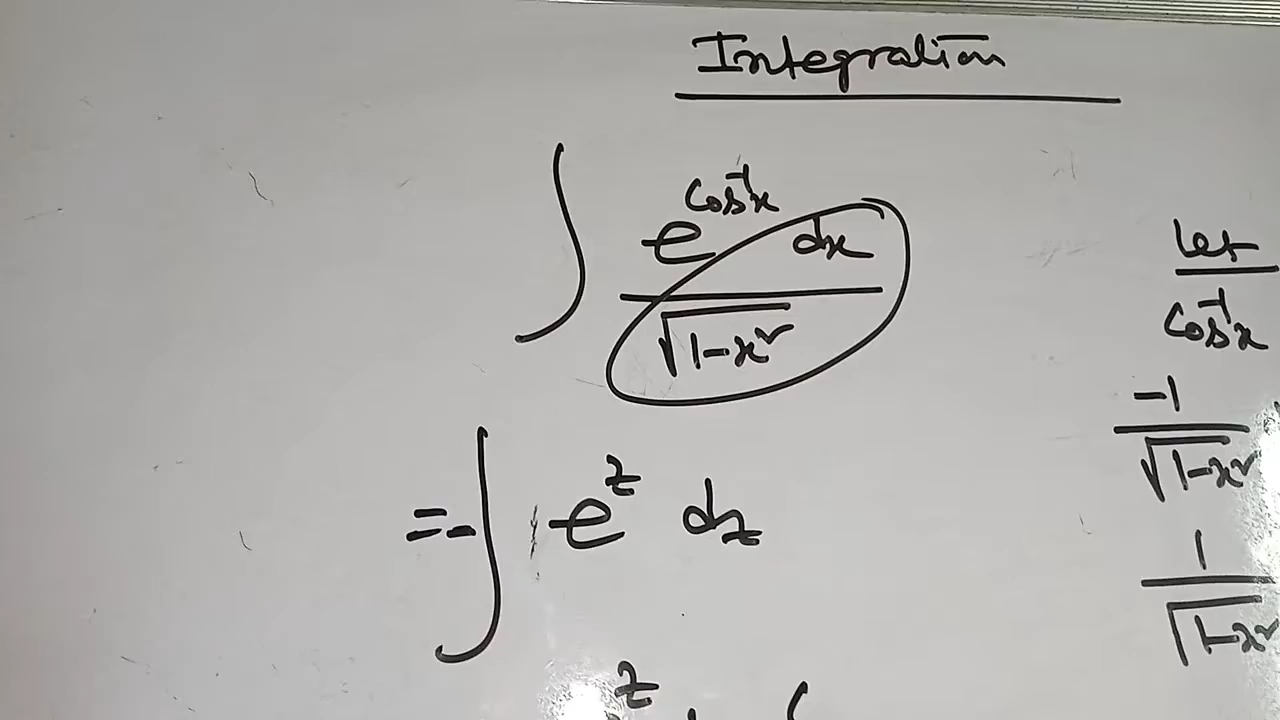 Integration
∫ e^(cos⁻¹x) dx / √(1-x²)
let
cos⁻¹x
-1 / √(1-x²)
= -∫ e^z dz
1 / √(1-x²)